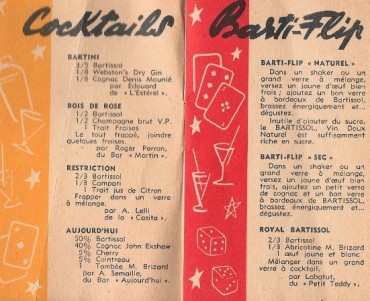 Cocktails
BARTINI
1/5 Bartissol
1/8 Webston's Dry Gin
1/8 Cognac Denis Mounié
par Edouard
de « L'Estérel ».
BOIS DE ROSE
1/2 Bartissol
1/2 Champagne brut V.P.
1 Trait Fraises
Le tout frappé, joindre
quelques fraises.
par Roger Perron,
du Bar « Martin ».
RESTRICTION
2/3 Bartissol
1/3 Campari
1 Trait jus de Citron
Frapper dans un verre
à mélange.
par A. Lelli
de la « Casita ».
AUJOURD'HUI
50% Bartissol
40% Cognac John Exshaw
5% Cherry
5% Cointreau
1 Tombée M. Brizard
par A. Semaille,
du Bar « Aujourd'hui ».
Barti-Flip
BARTI-FLIP « NATUREL »
Dans un shaker ou un
grand verre à mélange,
versez un jaune d'œuf bien
frais ; ajoutez un bon verre
à bordeaux de Bartissol,
brassez énergiquement et...
dégustez.
Inutile d'ajouter du sucre,
le BARTISSOL, Vin Doux
Naturel est suffisamment
riche en sucre.
BARTI-FLIP « SEC »
Dans un shaker ou un
grand verre à mélange,
versez un jaune d'œuf bien
frais, ajoutez un petit verre
de cognac et un bon verre
à bordeaux de BARTISSOL,
brassez énergiquement et...
dégustez.
ROYAL BARTISSOL
2/3 Bartissol
1/3 Abricotine M. Brizard
1 œuf jaune et blanc
Mélanger dans un grand
verre à cocktail.
par Labatut,
du « Petit Teddy ».